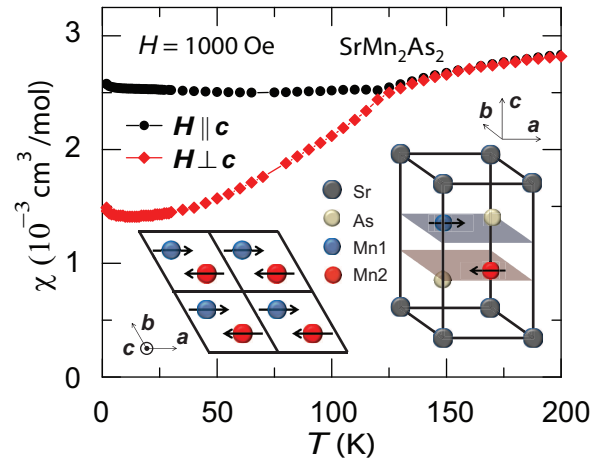 H = 1000 Oe
SrMn₂As₂
H ∥ c
H ⊥ c
χ (10⁻³ cm³/mol)
3
2
1
0
0
50
100
150
200
T (K)
Sr
As
Mn1
Mn2
c
b
a
b
c
a